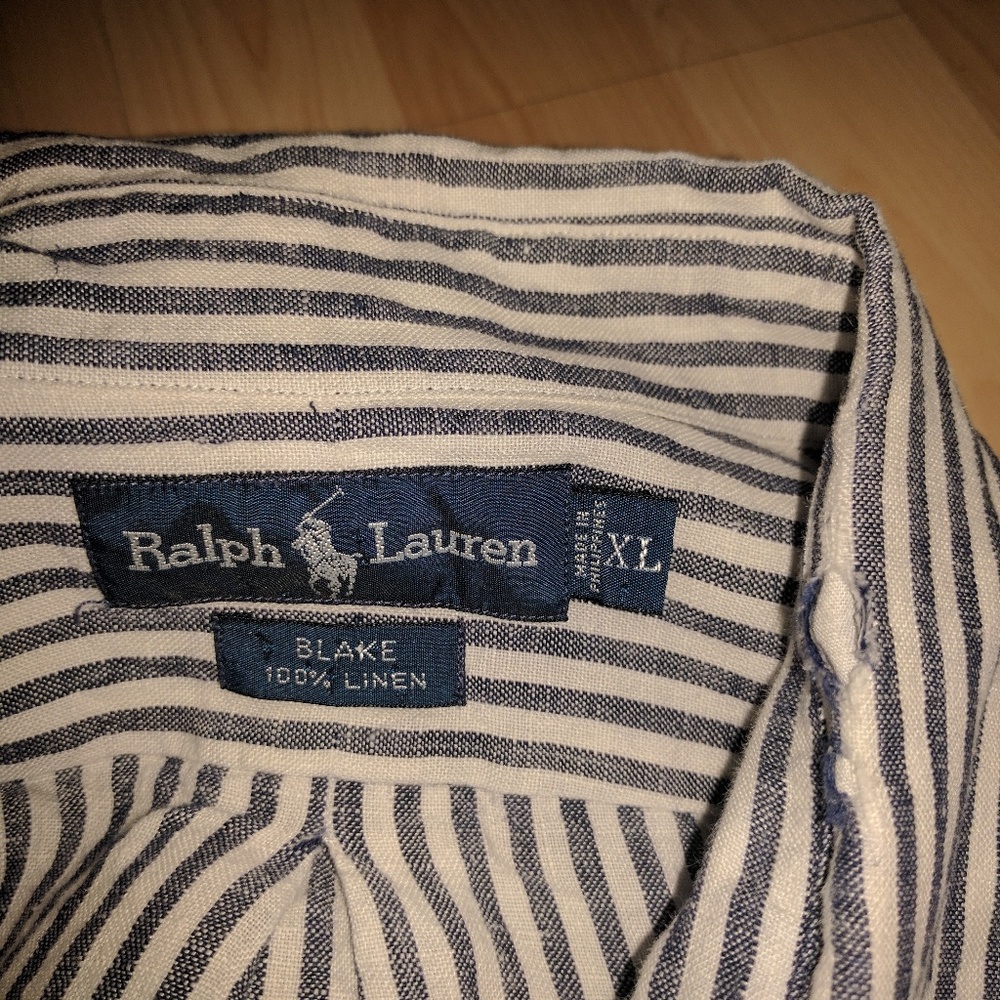 Ralph Lauren
MADE IN
PHILIPPINES
XL
BLAKE
100% LINEN